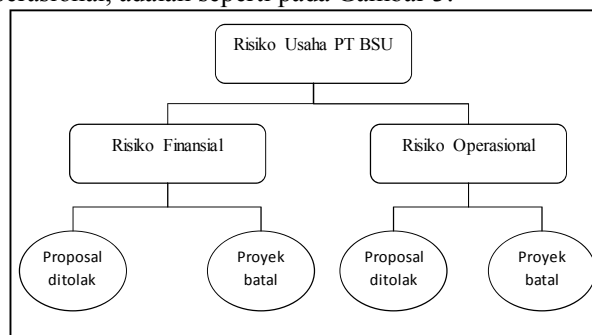 adalah seperti pada Gambar 3.
Risiko Usaha PT BSU
Risiko Finansial
Risiko Operasional
Proposal
ditolak
Proyek
batal
Proposal
ditolak
Proyek
batal